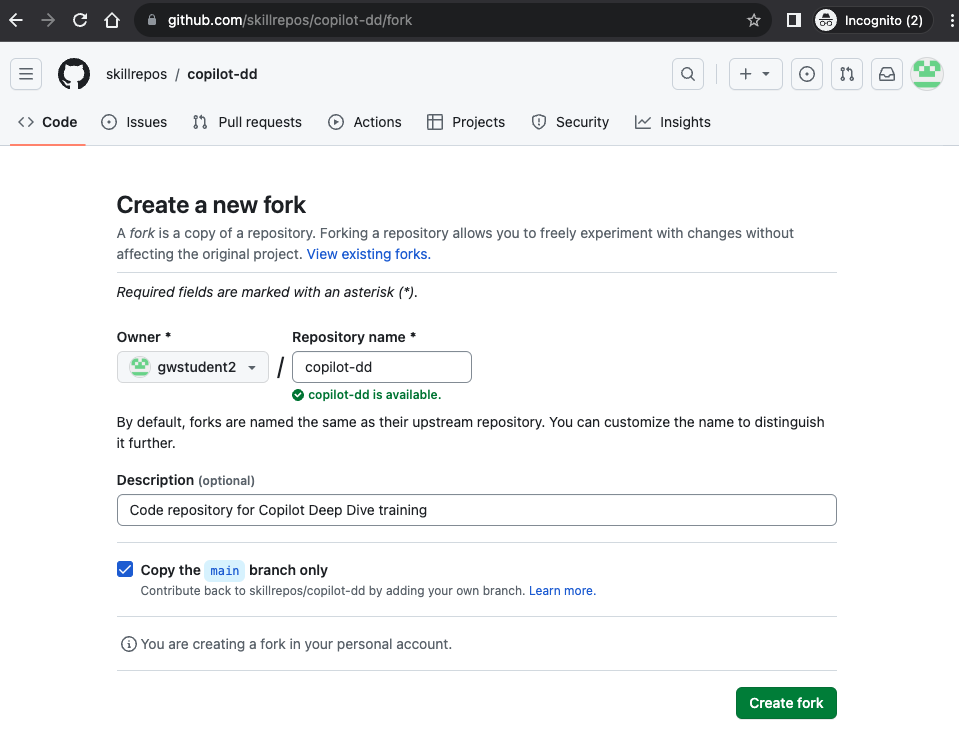 github.com/skillrepos/copilot-dd/fork
Incognito (2)
skillrepos / copilot-dd
Code Issues Pull requests Actions Projects Security Insights
Create a new fork
A fork is a copy of a repository. Forking a repository allows you to freely experiment with changes without
affecting the original project. View existing forks.
Required fields are marked with an asterisk (*).
Owner * Repository name *
gwstudent2 / copilot-dd
copilot-dd is available.
By default, forks are named the same as their upstream repository. You can customize the name to distinguish
it further.
Description (optional)
Code repository for Copilot Deep Dive training
Copy the main branch only
Contribute back to skillrepos/copilot-dd by adding your own branch. Learn more.
You are creating a fork in your personal account.
Create fork